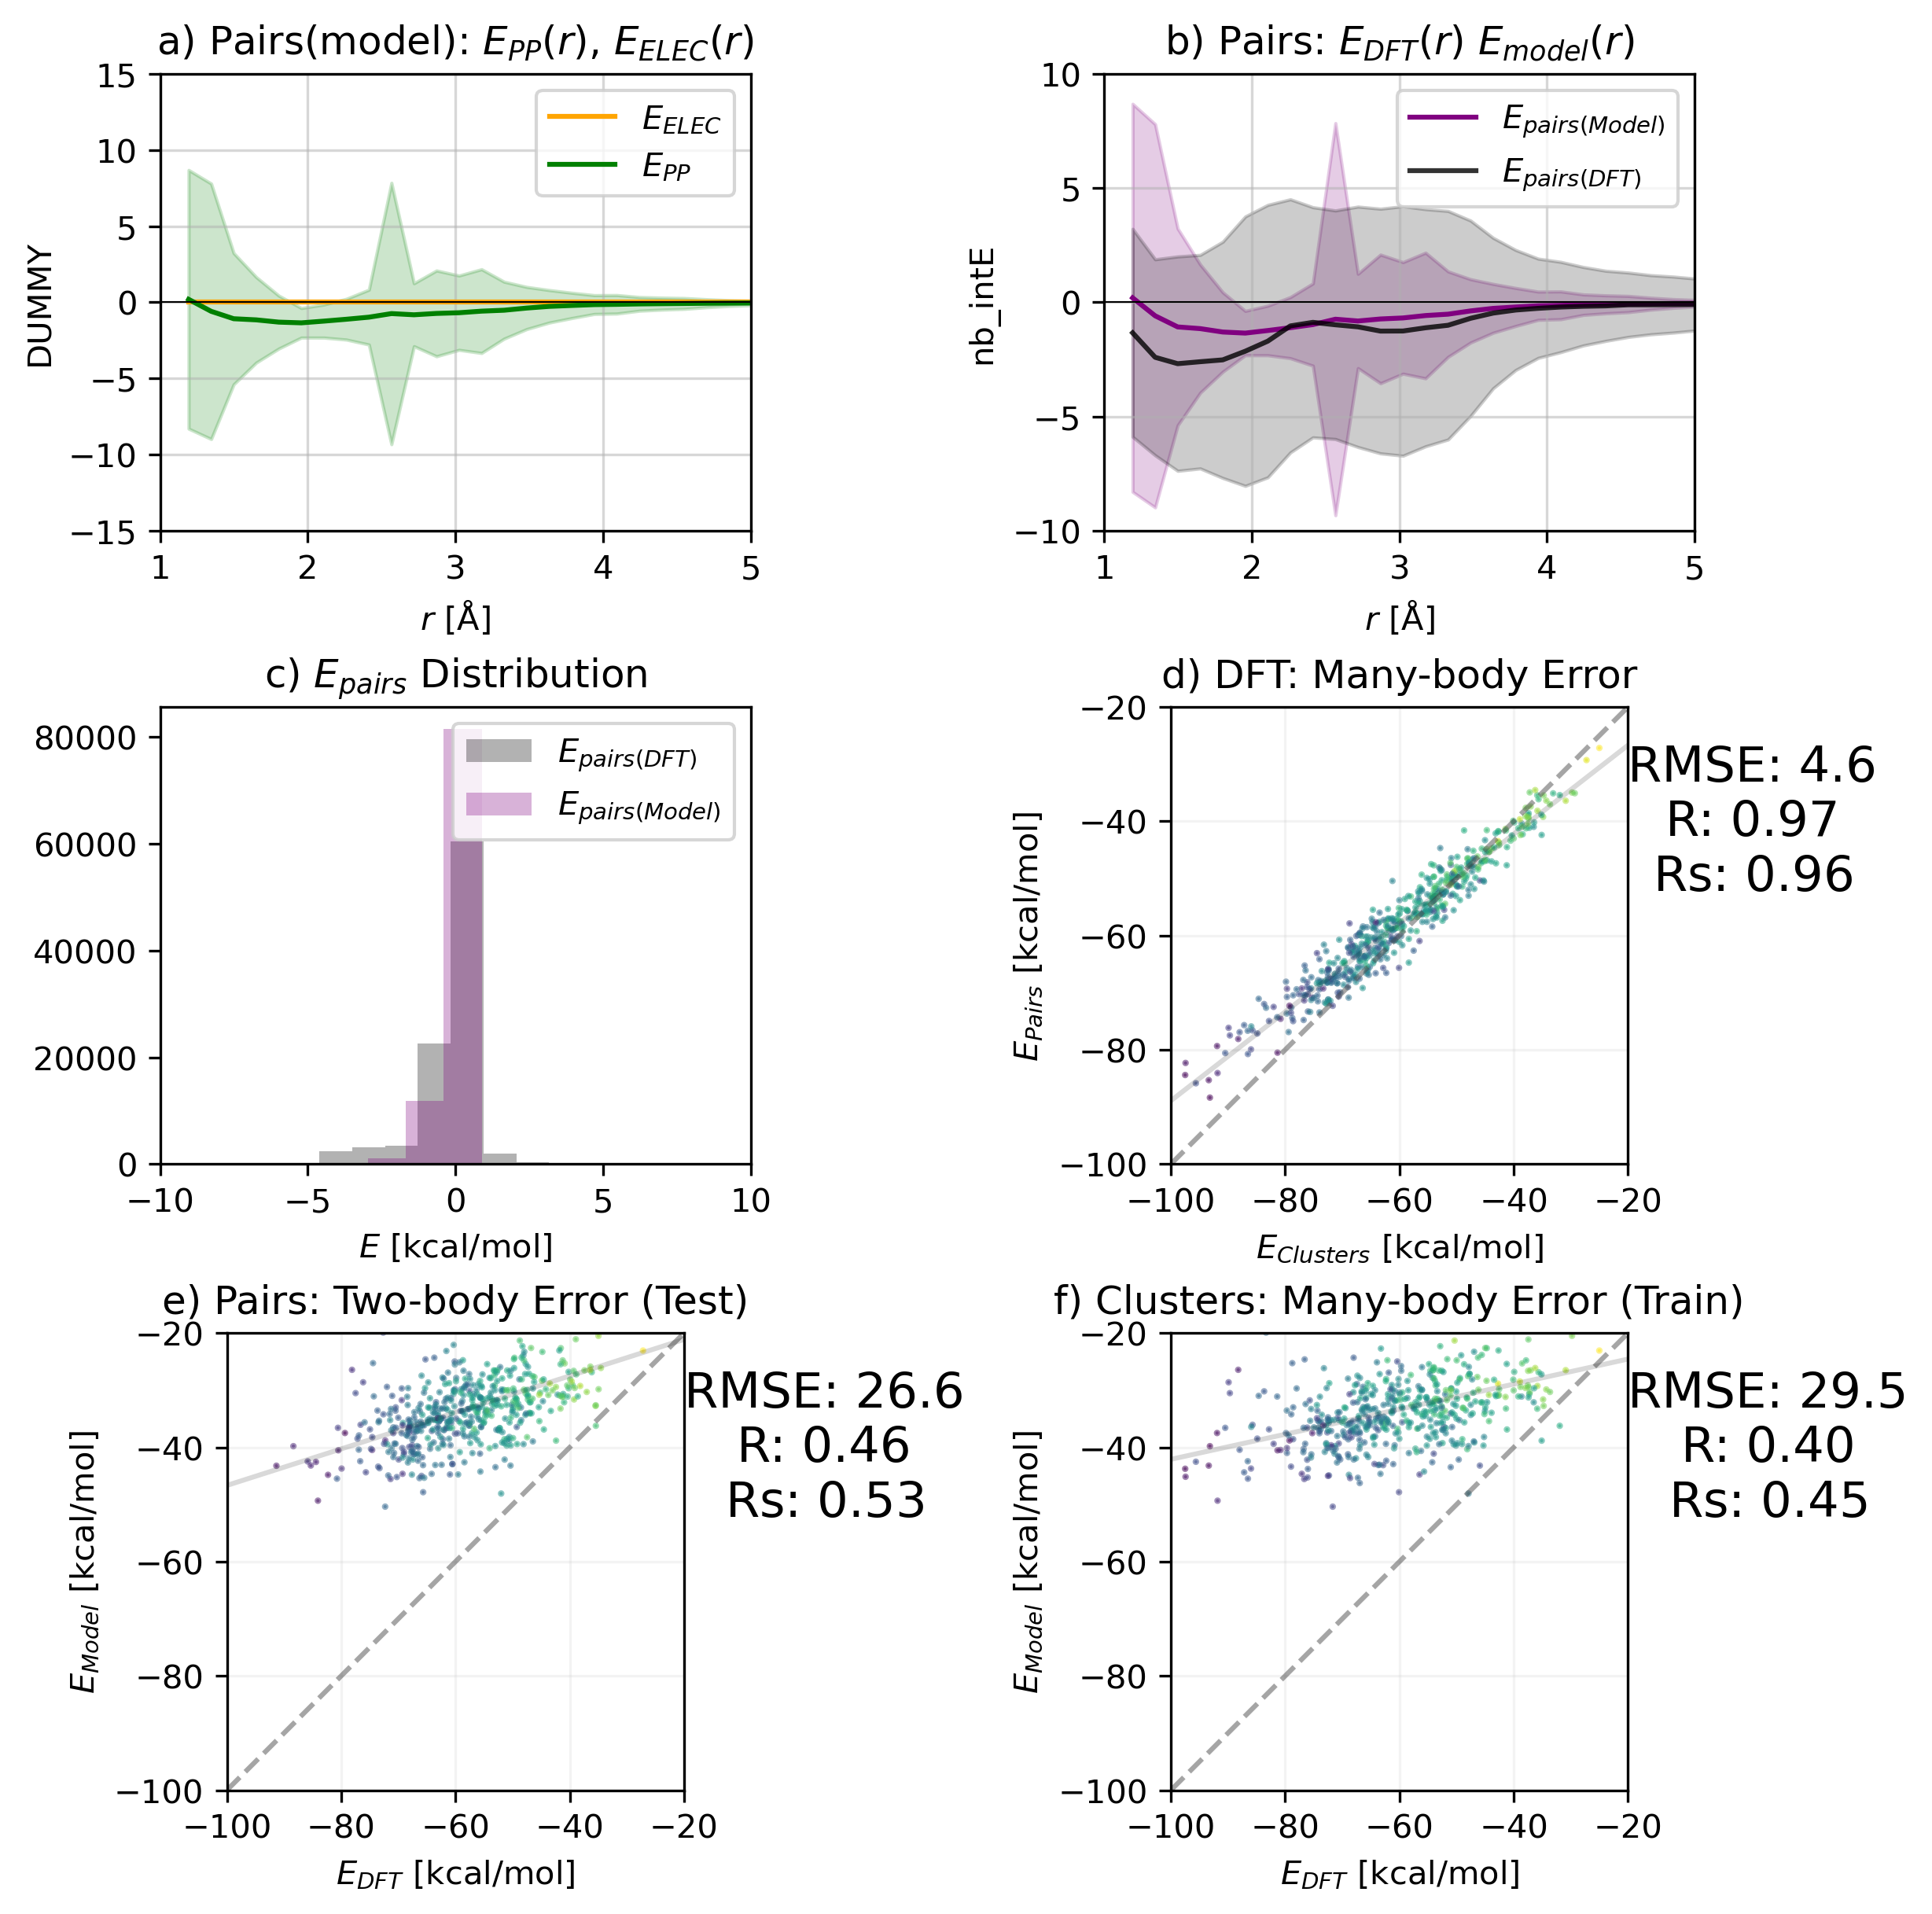 a) Pairs(model): E_PP(r), E_ELEC(r)
15
10
5
0
−5
−10
−15
DUMMY
E_ELEC
E_PP
1 2 3 4 5
r [Å]
b) Pairs: E_DFT(r) E_model(r)
10
5
0
−5
−10
nb_intE
E_pairs(Model)
E_pairs(DFT)
1 2 3 4 5
r [Å]
c) E_pairs Distribution
80000
60000
40000
20000
0
E_pairs(DFT)
E_pairs(Model)
−10 −5 0 5 10
E [kcal/mol]
d) DFT: Many-body Error
−20
−40
−60
−80
−100
E_Pairs [kcal/mol]
RMSE: 4.6
R: 0.97
Rs: 0.96
−100 −80 −60 −40 −20
E_Clusters [kcal/mol]
e) Pairs: Two-body Error (Test)
−20
−40
−60
−80
−100
E_Model [kcal/mol]
RMSE: 26.6
R: 0.46
Rs: 0.53
−100 −80 −60 −40 −20
E_DFT [kcal/mol]
f) Clusters: Many-body Error (Train)
−20
−40
−60
−80
−100
E_Model [kcal/mol]
RMSE: 29.5
R: 0.40
Rs: 0.45
−100 −80 −60 −40 −20
E_DFT [kcal/mol]